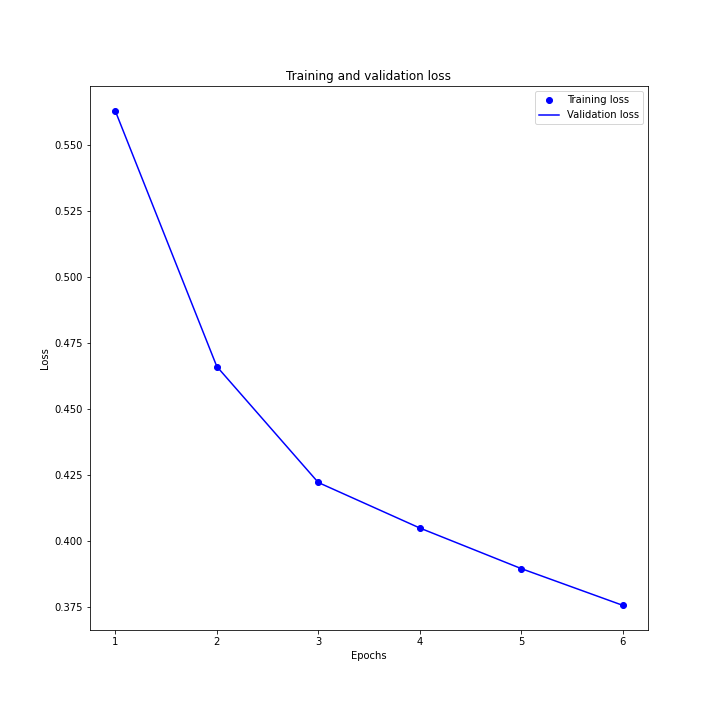 Training and validation loss
Training loss
Validation loss
0.550
0.525
0.500
0.475
0.450
0.425
0.400
0.375
Loss
1 2 3 4 5 6
Epochs